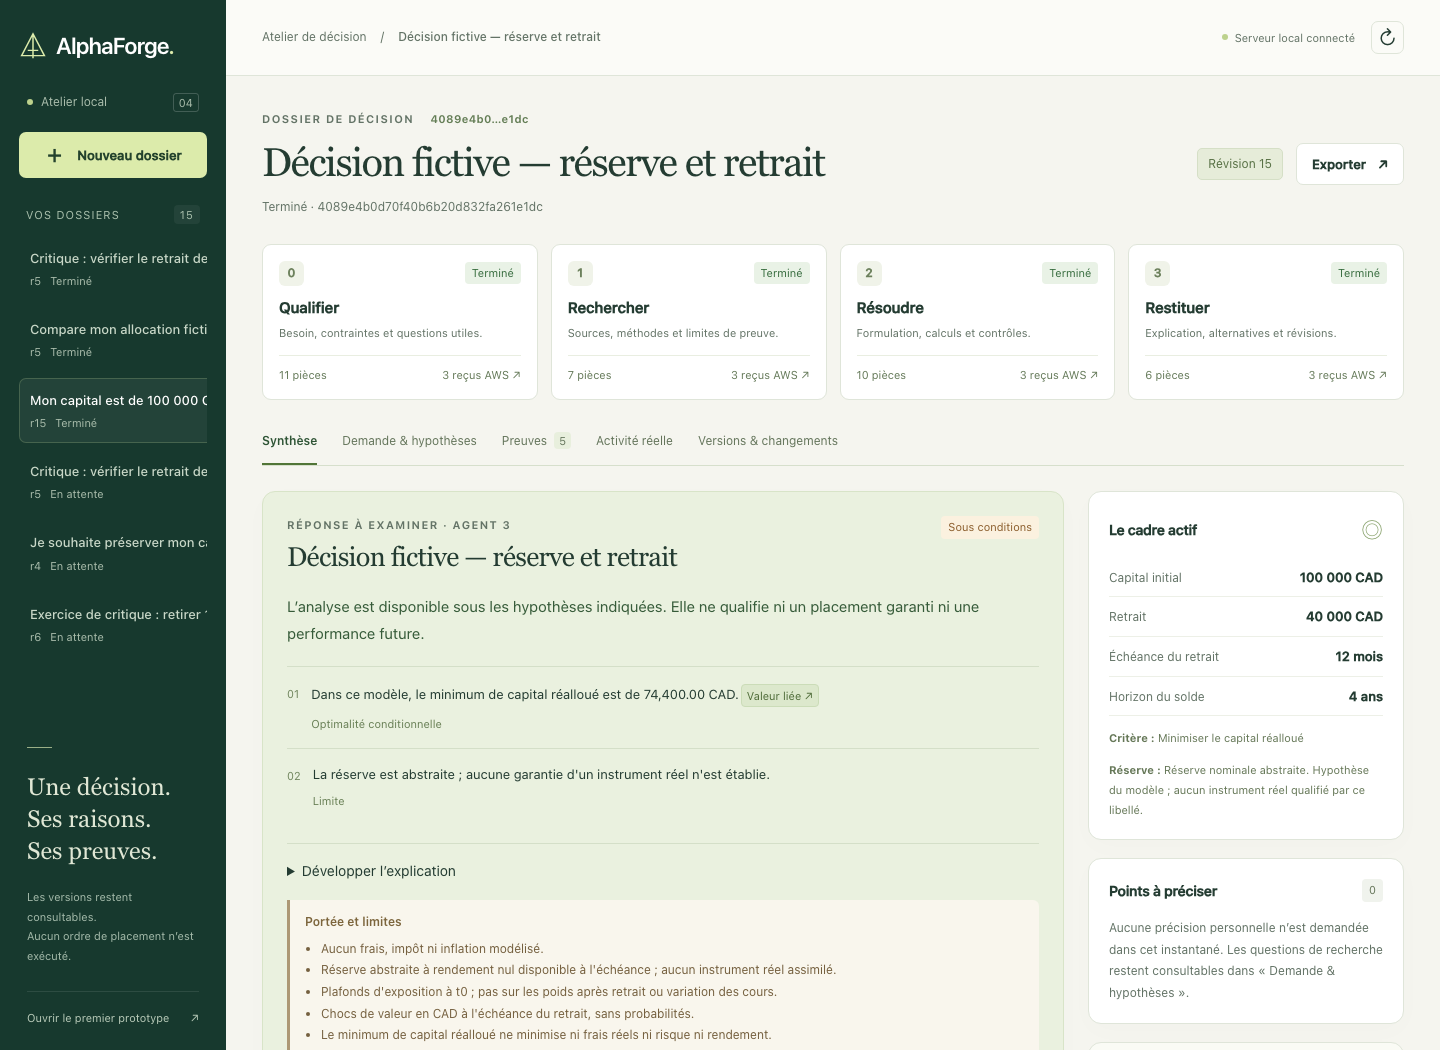 AlphaForge.
Atelier local
04
Nouveau dossier
VOS DOSSIERS
15
Critique : vérifier le retrait de
r5 Terminé
Compare mon allocation ficti
r5 Terminé
Mon capital est de 100 000 C
r15 Terminé
Critique : vérifier le retrait de
r5 En attente
Je souhaite préserver mon ca
r4 En attente
Exercice de critique : retirer
r6 En attente
Une décision.
Ses raisons.
Ses preuves.
Les versions restent
consultables.
Aucun ordre de placement n'est
exécuté.
Ouvrir le premier prototype ↗
Atelier de décision / Décision fictive — réserve et retrait
Serveur local connecté
DOSSIER DE DÉCISION 4089e4b0…e1dc
Décision fictive — réserve et retrait
Révision 15
Exporter ↗
Terminé · 4089e4b0d70f40b6b20d832fa261e1dc
0 Terminé
Qualifier
Besoin, contraintes et questions utiles.
11 pièces 3 reçus AWS ↗
1 Terminé
Rechercher
Sources, méthodes et limites de preuve.
7 pièces 3 reçus AWS ↗
2 Terminé
Résoudre
Formulation, calculs et contrôles.
10 pièces 3 reçus AWS ↗
3 Terminé
Restituer
Explication, alternatives et révisions.
6 pièces 3 reçus AWS ↗
Synthèse
Demande & hypothèses
Preuves 5
Activité réelle
Versions & changements
RÉPONSE À EXAMINER · AGENT 3
Sous conditions
Décision fictive — réserve et retrait
L'analyse est disponible sous les hypothèses indiquées. Elle ne qualifie ni un placement garanti ni une
performance future.
01 Dans ce modèle, le minimum de capital réalloué est de 74,400.00 CAD. Valeur liée ↗
Optimalité conditionnelle
02 La réserve est abstraite ; aucune garantie d'un instrument réel n'est établie.
Limite
▶ Développer l'explication
Portée et limites
• Aucun frais, impôt ni inflation modélisé.
• Réserve abstraite à rendement nul disponible à l'échéance ; aucun instrument réel assimilé.
• Plafonds d'exposition à t0 ; pas sur les poids après retrait ou variation des cours.
• Chocs de valeur en CAD à l'échéance du retrait, sans probabilités.
• Le minimum de capital réalloué ne minimise ni frais réels ni risque ni rendement.
Le cadre actif
Capital initial 100 000 CAD
Retrait 40 000 CAD
Échéance du retrait 12 mois
Horizon du solde 4 ans
Critère : Minimiser le capital réalloué
Réserve : Réserve nominale abstraite. Hypothèse
du modèle ; aucun instrument réel qualifié par ce
libellé.
Points à préciser 0
Aucune précision personnelle n'est demandée
dans cet instantané. Les questions de recherche
restent consultables dans « Demande &
hypothèses ».